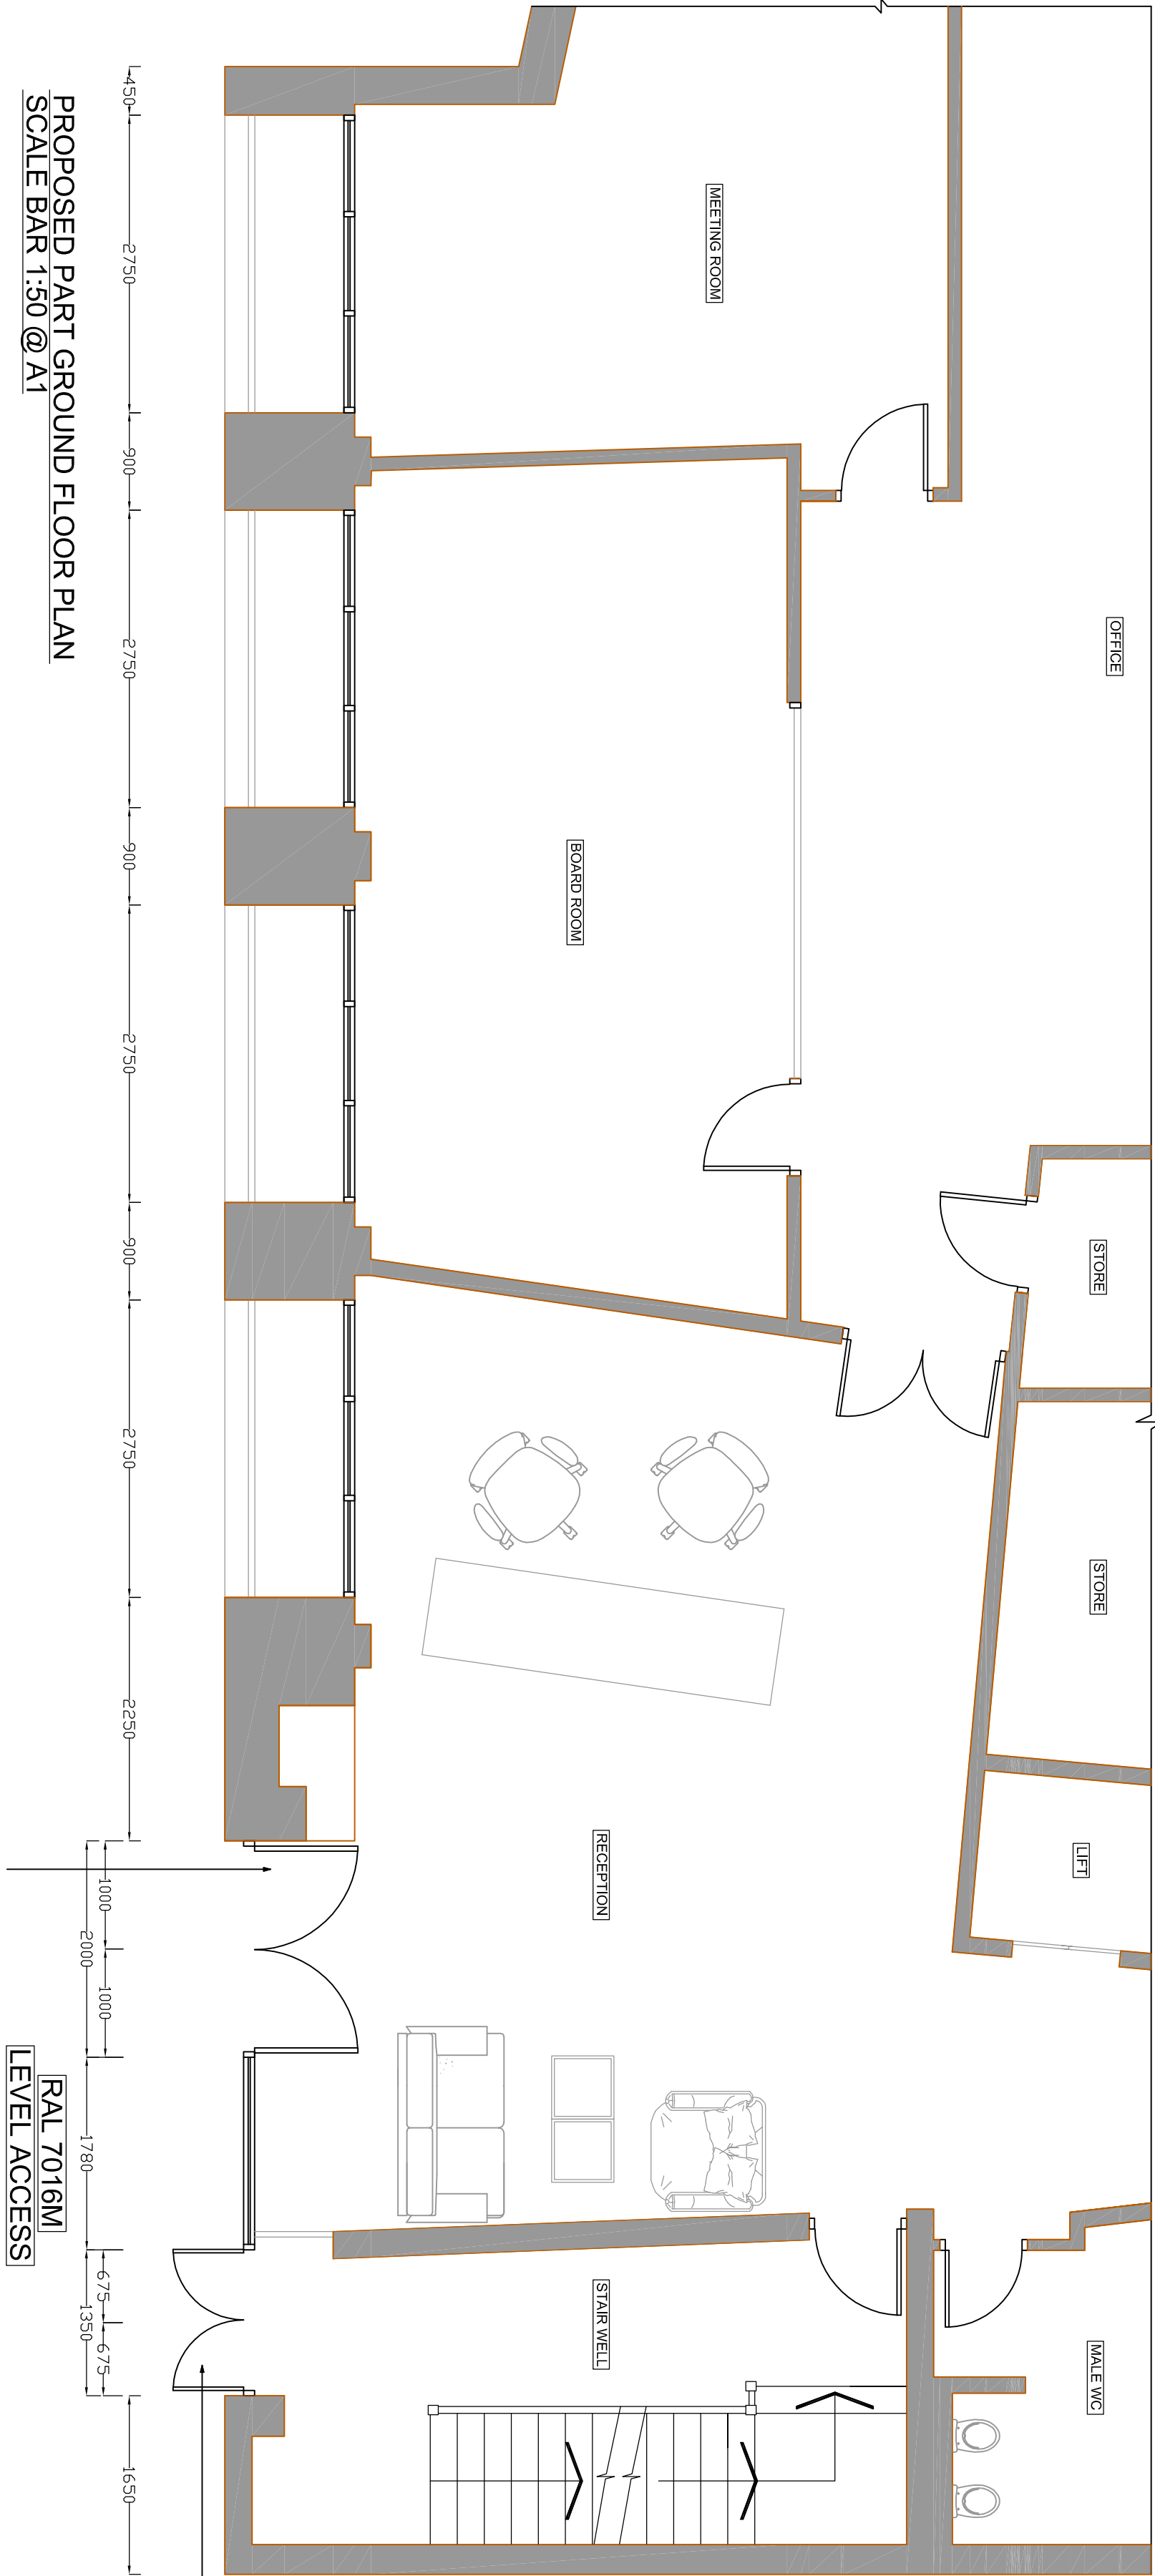 OFFICE
STORE
STORE
LIFT
MALE WC
MEETING ROOM
BOARD ROOM
RECEPTION
STAIR WELL
450
2750
900
2750
900
2750
900
2750
2250
1650
1000
1000
675
675
2000
1780
1350
PROPOSED PART GROUND FLOOR PLAN
SCALE BAR 1:50 @ A1
RAL 7016M
LEVEL ACCESS